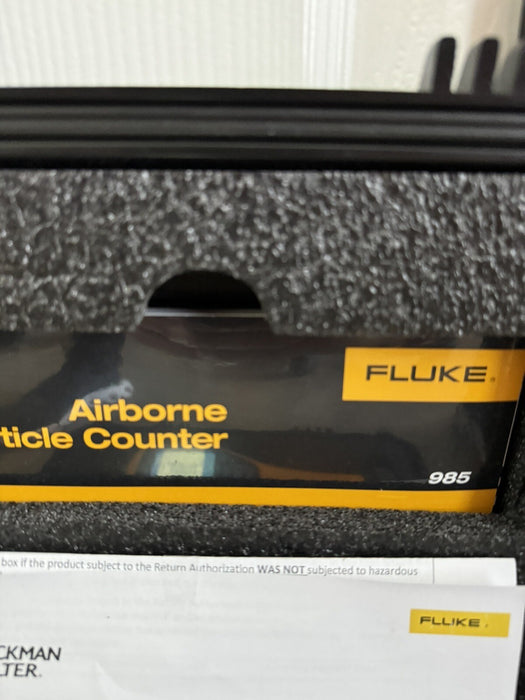 FLUKE®
Airborne
ticle Counter
985
box if the product subject to the Return Authorization WAS NOT subjected to hazardous
FLUKE®
CKMAN
LTER.